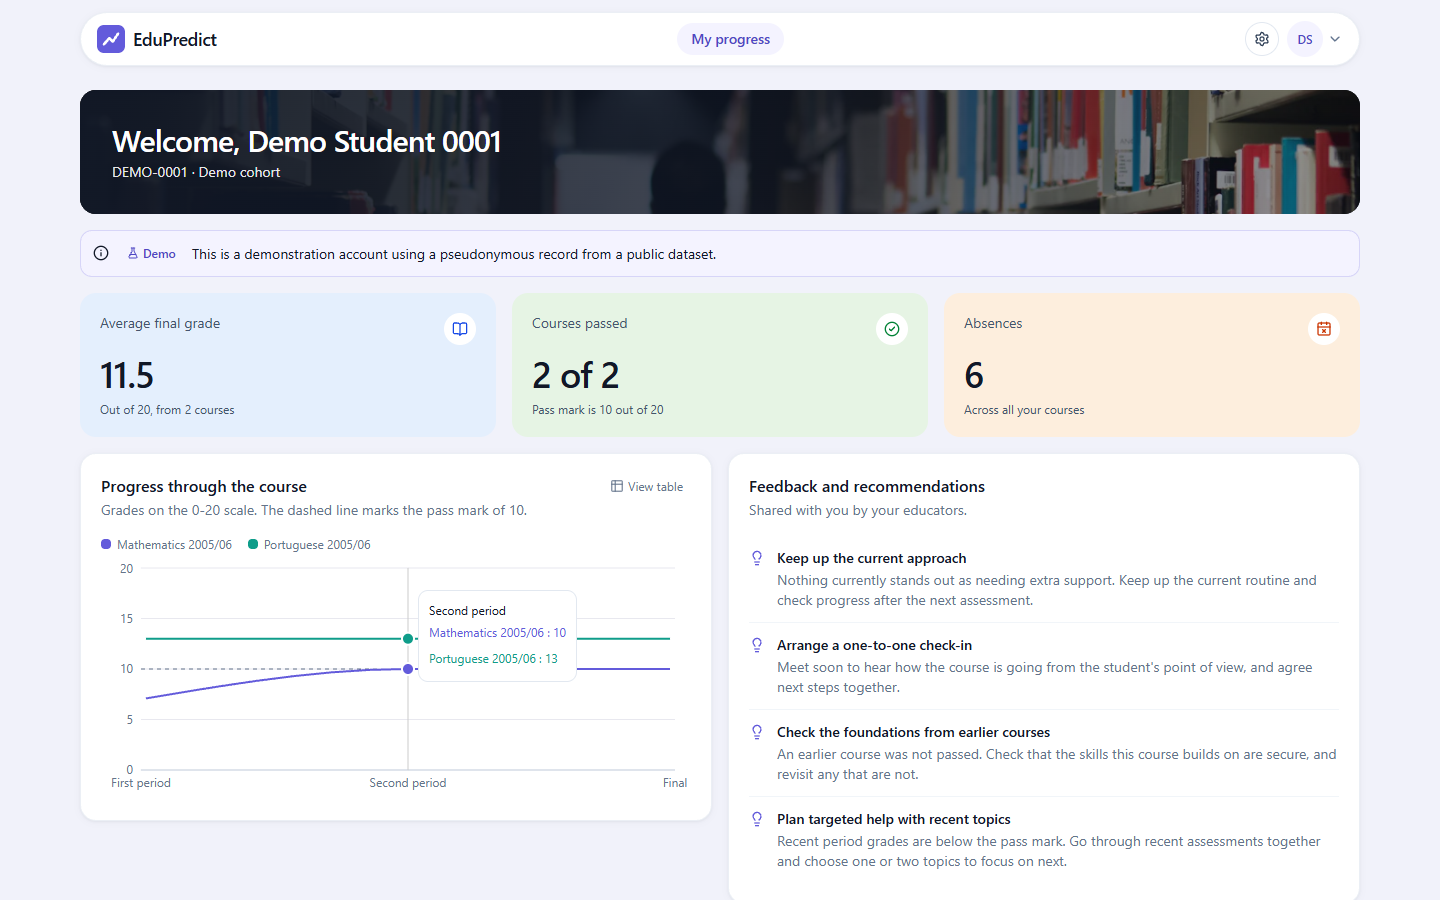 EduPredict
My progress
DS
Welcome, Demo Student 0001
DEMO-0001 · Demo cohort
Demo
This is a demonstration account using a pseudonymous record from a public dataset.
Average final grade
11.5
Out of 20, from 2 courses
Courses passed
2 of 2
Pass mark is 10 out of 20
Absences
6
Across all your courses
Progress through the course
View table
Grades on the 0-20 scale. The dashed line marks the pass mark of 10.
Mathematics 2005/06
Portuguese 2005/06
20
15
10
5
0
First period
Second period
Final
Second period
Mathematics 2005/06 : 10
Portuguese 2005/06 : 13
Feedback and recommendations
Shared with you by your educators.
Keep up the current approach
Nothing currently stands out as needing extra support. Keep up the current routine and
check progress after the next assessment.
Arrange a one-to-one check-in
Meet soon to hear how the course is going from the student's point of view, and agree
next steps together.
Check the foundations from earlier courses
An earlier course was not passed. Check that the skills this course builds on are secure, and
revisit any that are not.
Plan targeted help with recent topics
Recent period grades are below the pass mark. Go through recent assessments together
and choose one or two topics to focus on next.